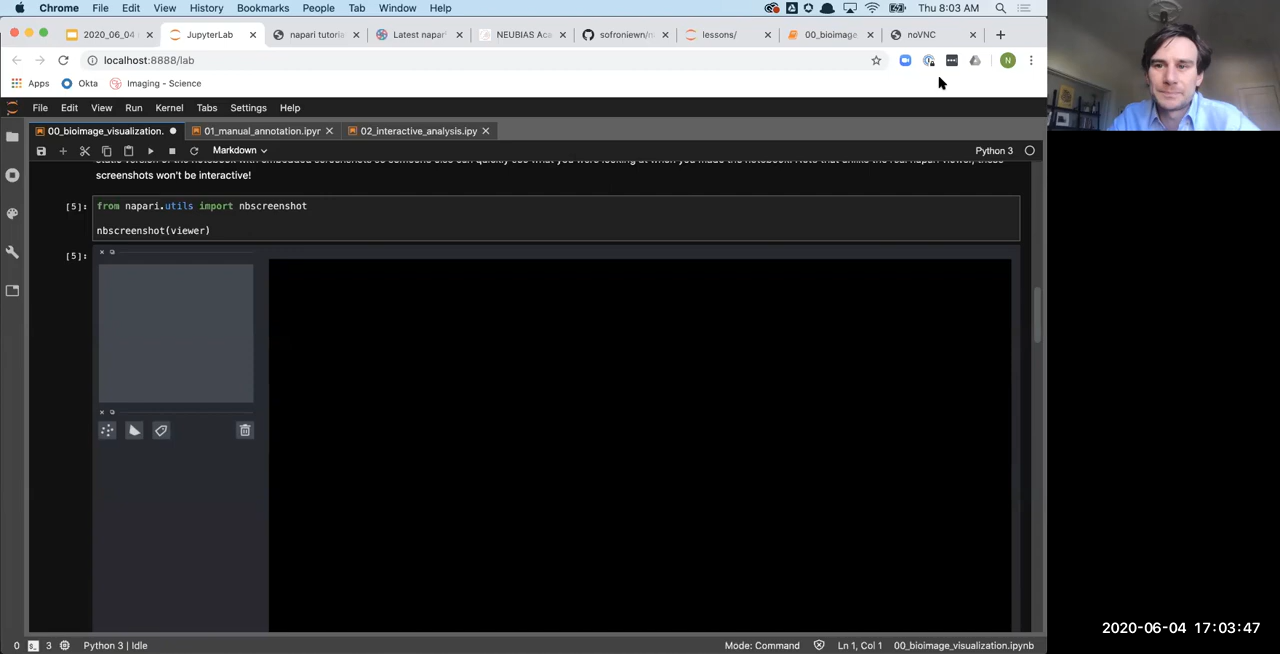 Chrome File Edit View History Bookmarks People Tab Window Help Thu 8:03 AM
2020_06_04 JupyterLab napari tutoria Latest napari NEUBIAS Aca sofroniewn/n lessons/ 00_bioimage_ noVNC
localhost:8888/lab N
Apps Okta Imaging - Science
File Edit View Run Kernel Tabs Settings Help
00_bioimage_visualization. 01_manual_annotation.ipyr 02_interactive_analysis.ipy
Markdown Python 3
screenshots won't be interactive!
[5]: from napari.utils import nbscreenshot
nbscreenshot(viewer)
[5]:
0 3 Python 3 | Idle Mode: Command Ln 1, Col 1 00_bioimage_visualization.ipynb
2020-06-04 17:03:47